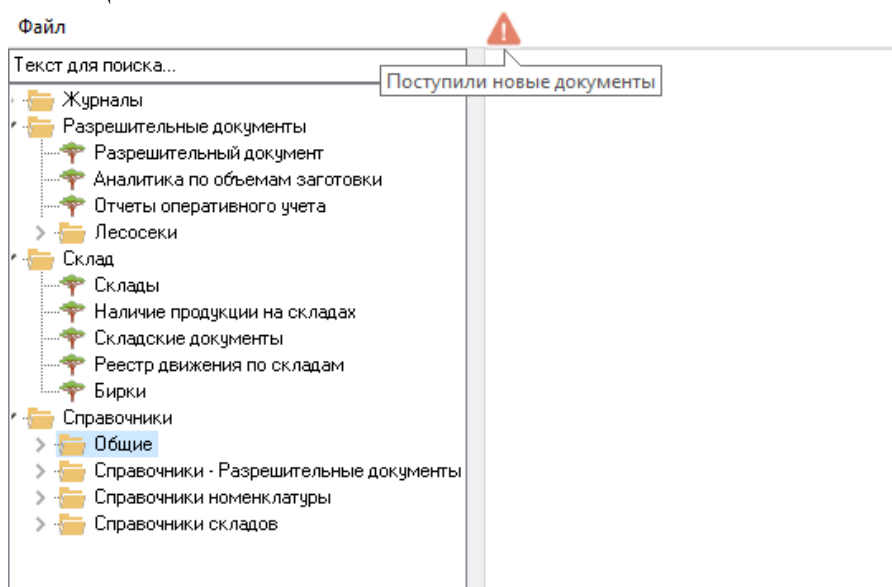 Файл
Текст для поиска...
Поступили новые документы
Журналы
Разрешительные документы
Разрешительный документ
Аналитика по объемам заготовки
Отчеты оперативного учета
Лесосеки
Склад
Склады
Наличие продукции на складах
Складские документы
Реестр движения по складам
Бирки
Справочники
Общие
Справочники - Разрешительные документы
Справочники номенклатуры
Справочники складов